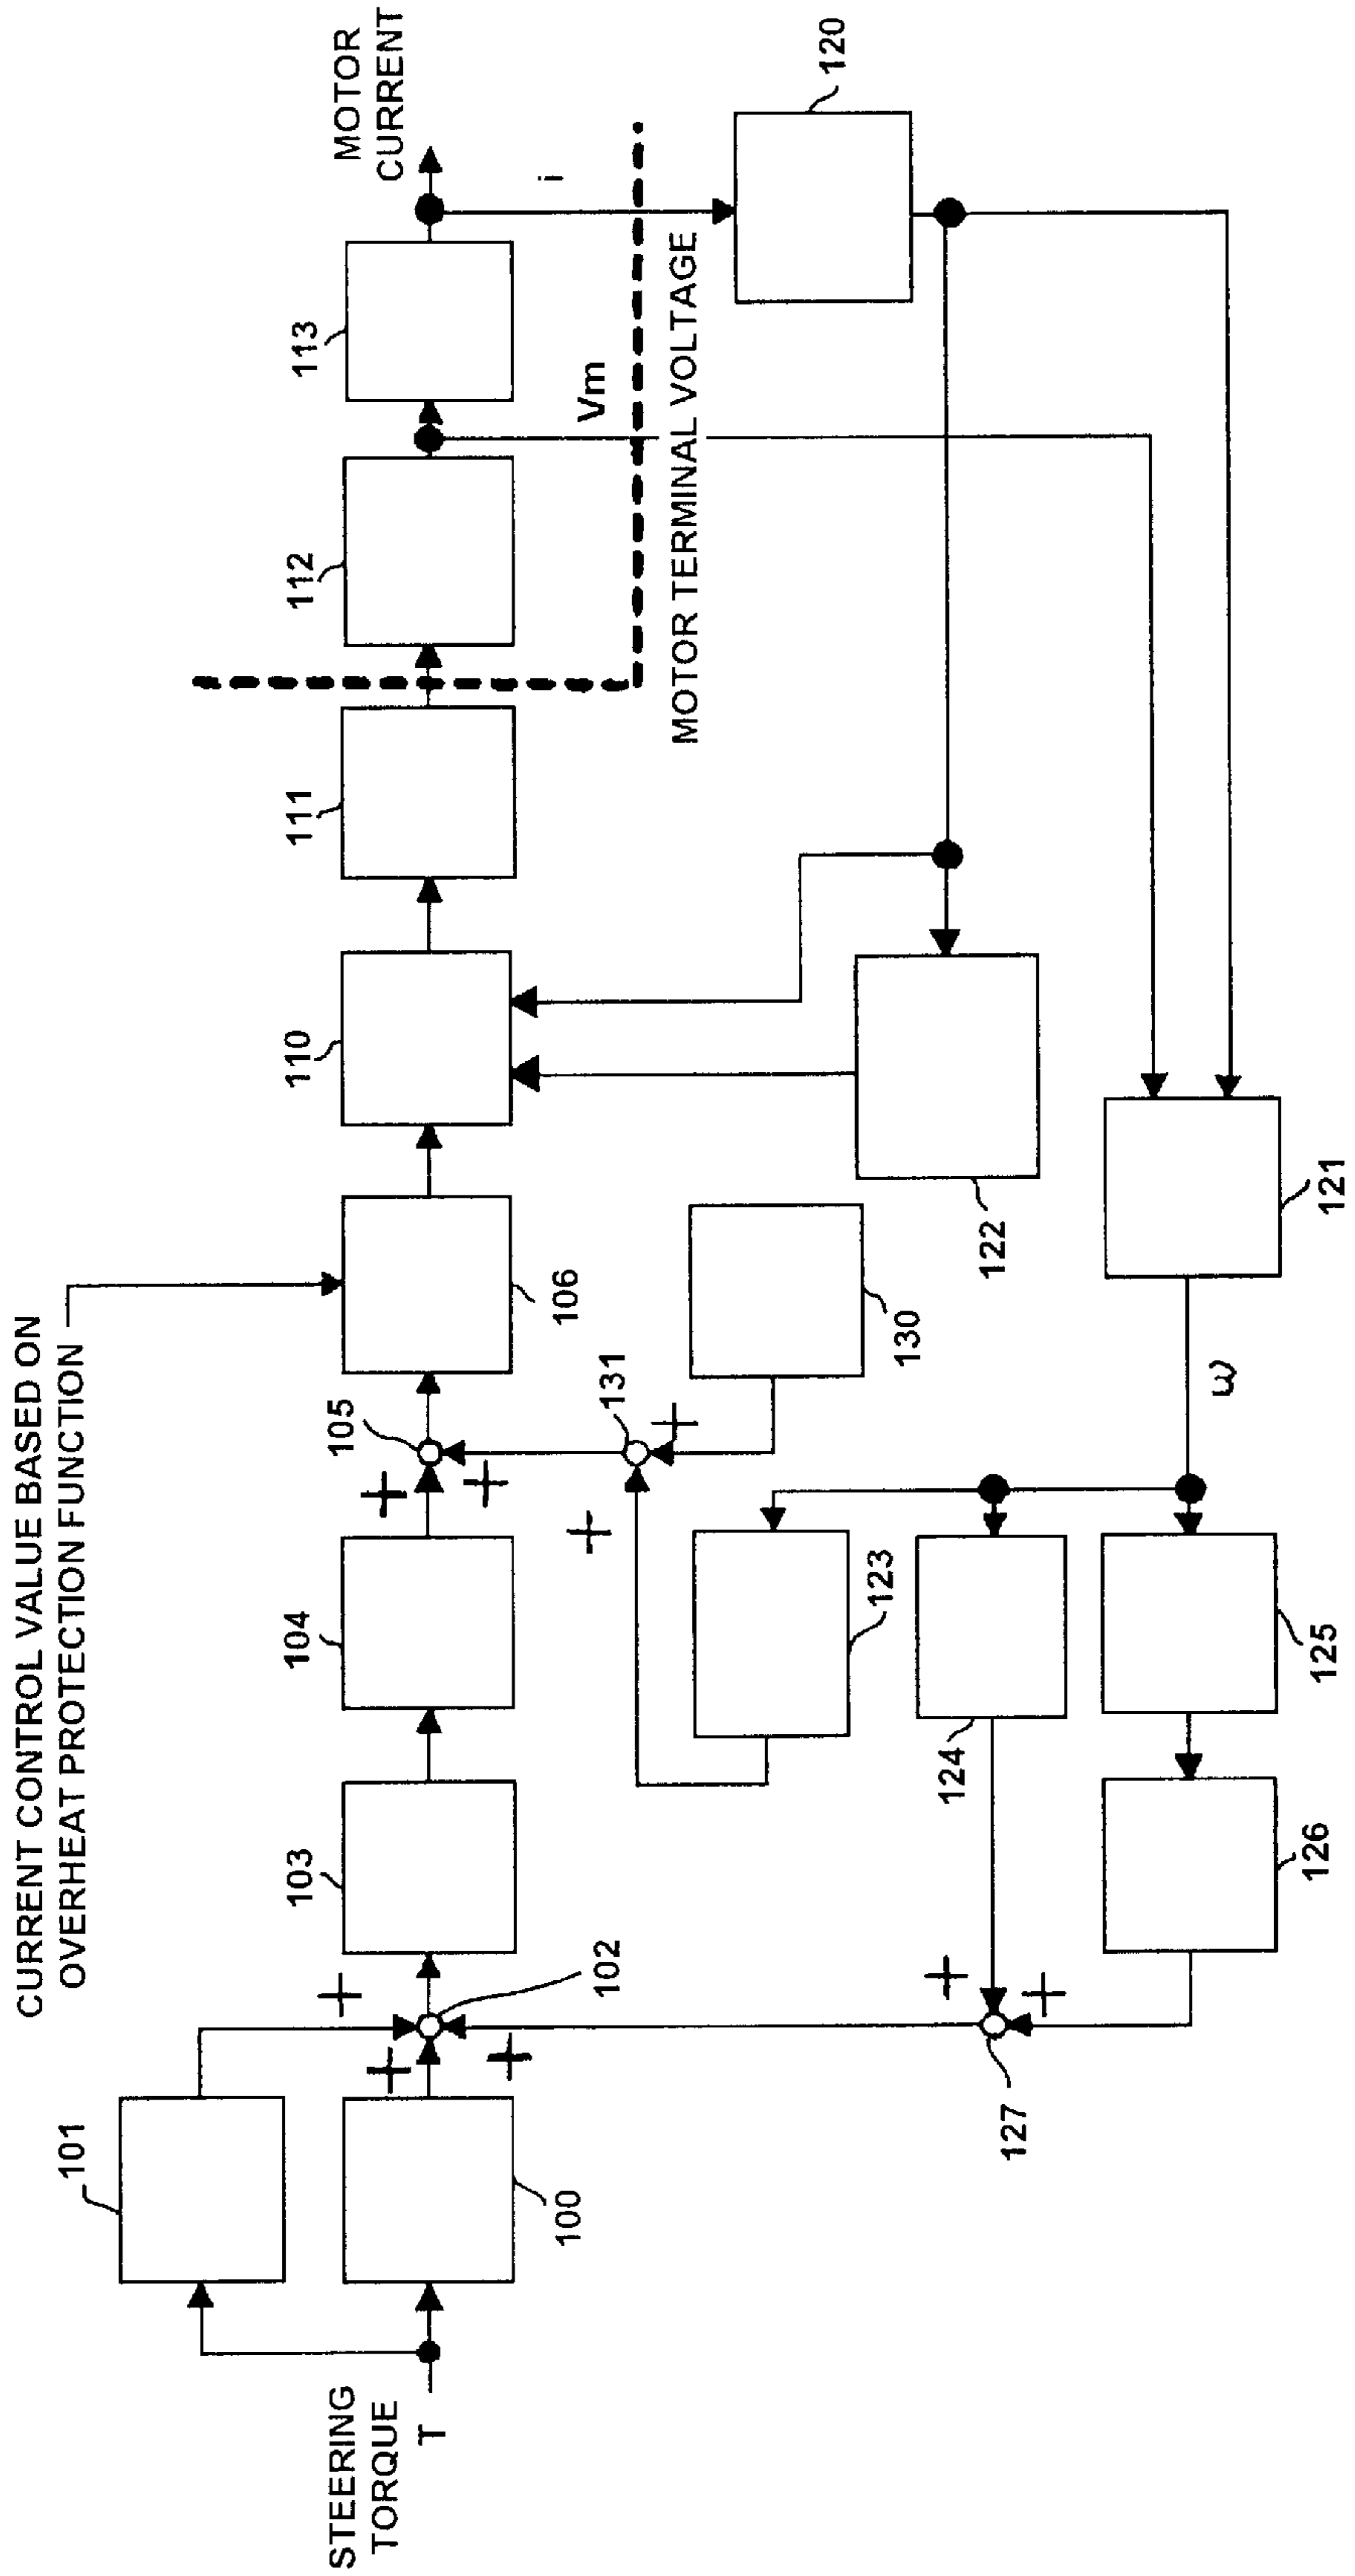 CURRENT CONTROL VALUE BASED ON
OVERHEAT PROTECTION FUNCTION
MOTOR
CURRENT
101
103
104
105
106
110
111
112
113
+
+
+
102
100
STEERING
TORQUE
T
+
+
131
+
+
130
Vm
i
MOTOR TERMINAL VOLTAGE
120
123
122
124
+
+
127
ω
125
126
121